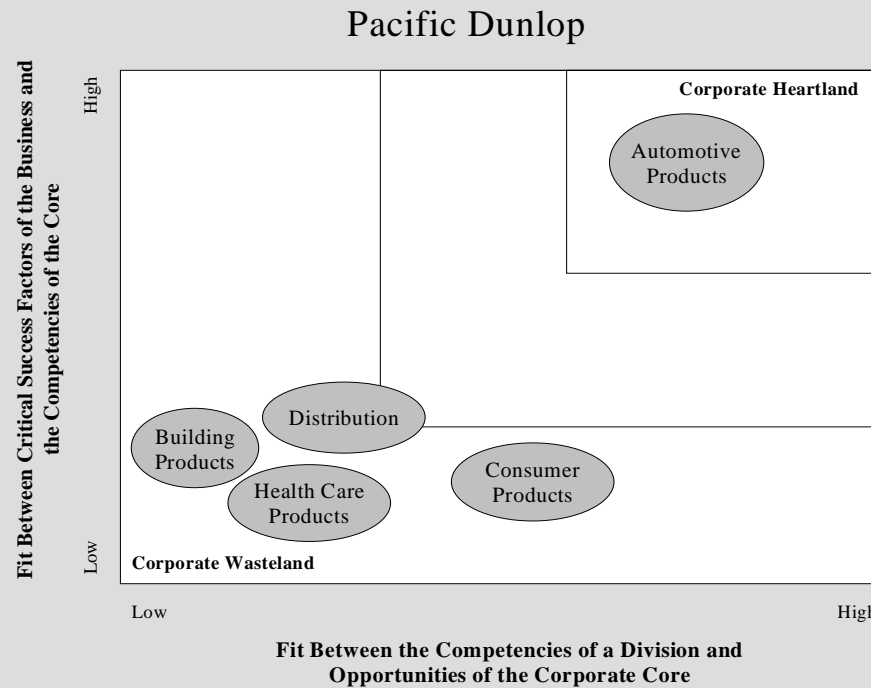 Pacific Dunlop
Fit Between Critical Success Factors of the Business and
the Competencies of the Core
High
Corporate Heartland
Automotive
Products
Distribution
Building
Products
Consumer
Products
Health Care
Products
Low
Corporate Wasteland
Low
High
Fit Between the Competencies of a Division and
Opportunities of the Corporate Core